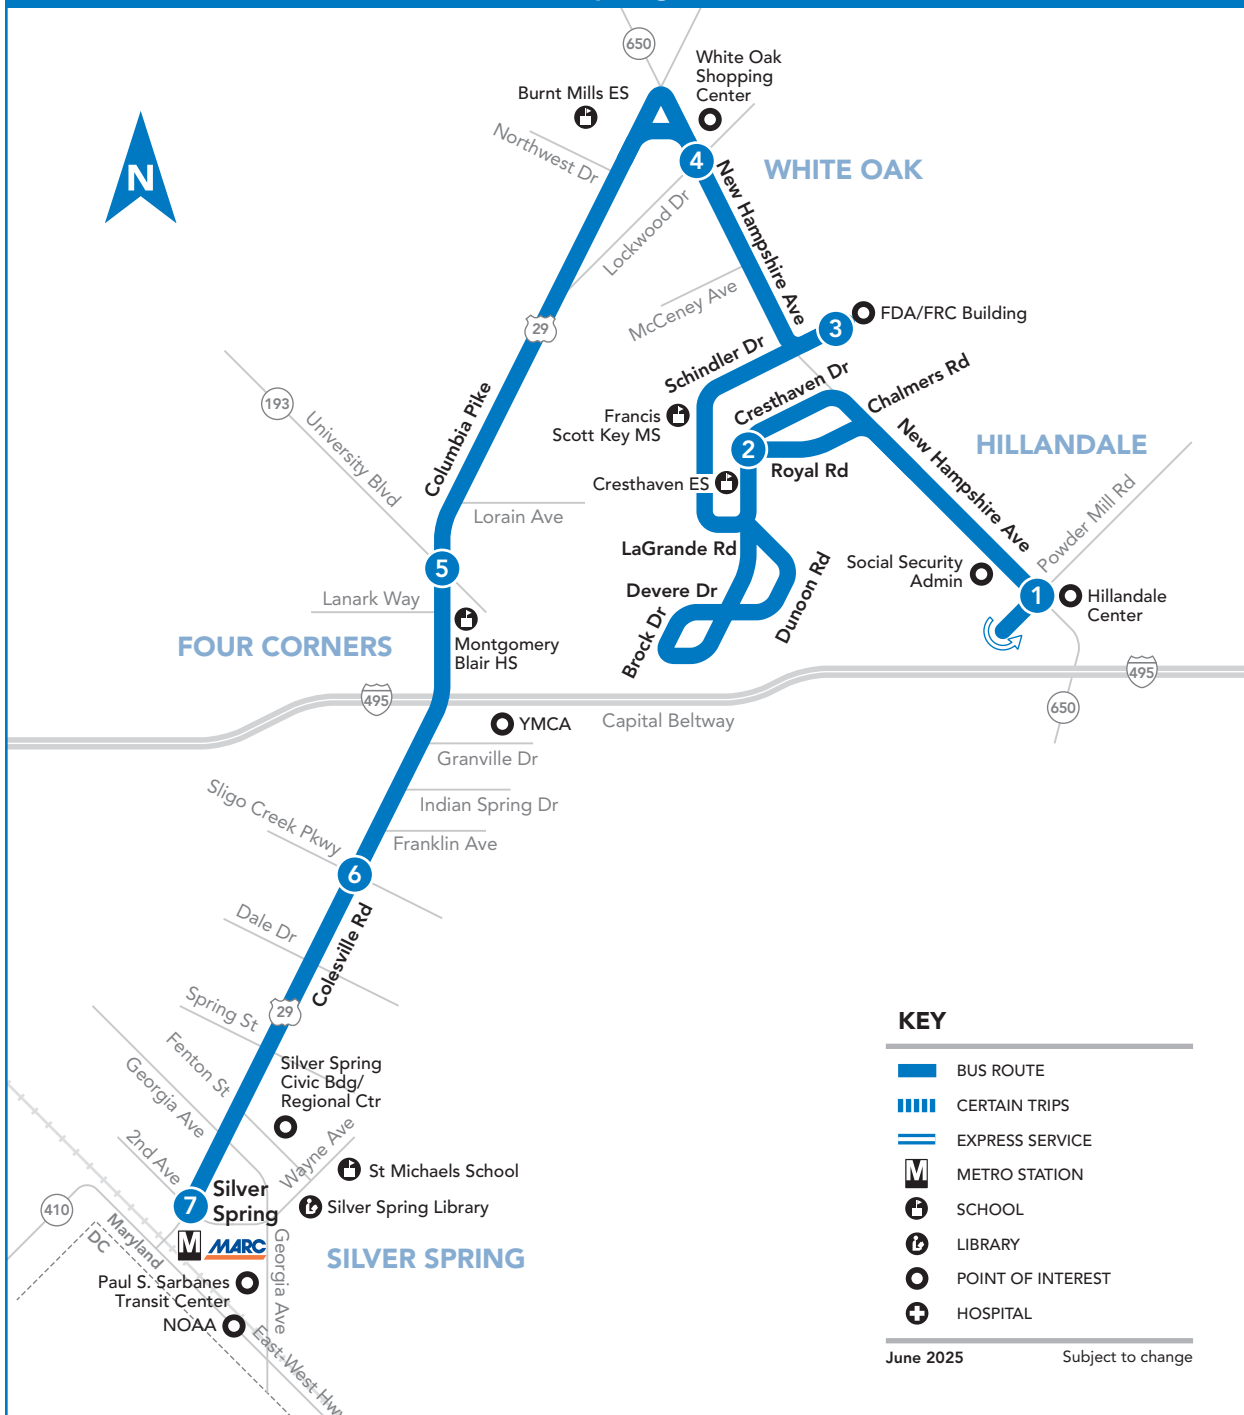 650
White Oak
Shopping
Center
Burnt Mills ES
Northwest Dr
N
4
WHITE OAK
New Hampshire Ave
Lockwood Dr
McCeney Ave
29
3
FDA/FRC Building
Schindler Dr
Cresthaven Dr
Chalmers Rd
193
University Blvd
Columbia Pike
Francis
Scott Key MS
New Hampshire Ave
HILLANDALE
2
Royal Rd
Cresthaven ES
Powder Mill Rd
Lorain Ave
LaGrande Rd
Dunoon Rd
Social Security
Admin
5
Devere Dr
1
Hillandale
Center
Lanark Way
Brock Dr
FOUR CORNERS
Montgomery
Blair HS
495
495
650
YMCA
Capital Beltway
Granville Dr
Sligo Creek Pkwy
Indian Spring Dr
Franklin Ave
6
Dale Dr
Colesville Rd
Spring St
29
Fenton St
Georgia Ave
Silver Spring
Civic Bdg/
Regional Ctr
2nd Ave
Wayne Ave
St Michaels School
7
Silver
Spring
Silver Spring Library
410
Maryland
DC
M
MARC
Georgia Ave
SILVER SPRING
Paul S. Sarbanes
Transit Center
NOAA
East-West Hwy
KEY
BUS ROUTE
CERTAIN TRIPS
EXPRESS SERVICE
M
METRO STATION
SCHOOL
LIBRARY
POINT OF INTEREST
HOSPITAL
June 2025
Subject to change